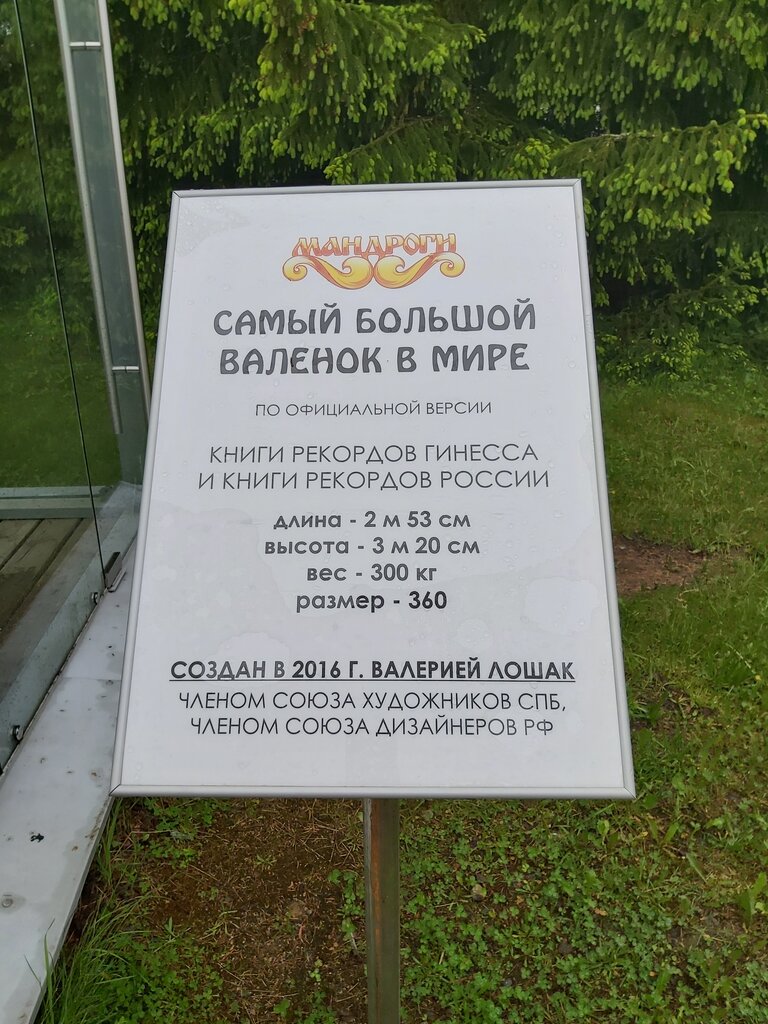 МАНДРОГИ
САМЫЙ БОЛЬШОЙ
ВАЛЕНОК В МИРЕ
ПО ОФИЦИАЛЬНОЙ ВЕРСИИ
КНИГИ РЕКОРДОВ ГИНЕССА
И КНИГИ РЕКОРДОВ РОССИИ
длина - 2 м 53 см
высота - 3 м 20 см
вес - 300 кг
размер - 360
СОЗДАН В 2016 Г. ВАЛЕРИЕЙ ЛОШАК
ЧЛЕНОМ СОЮЗА ХУДОЖНИКОВ СПБ,
ЧЛЕНОМ СОЮЗА ДИЗАЙНЕРОВ РФ